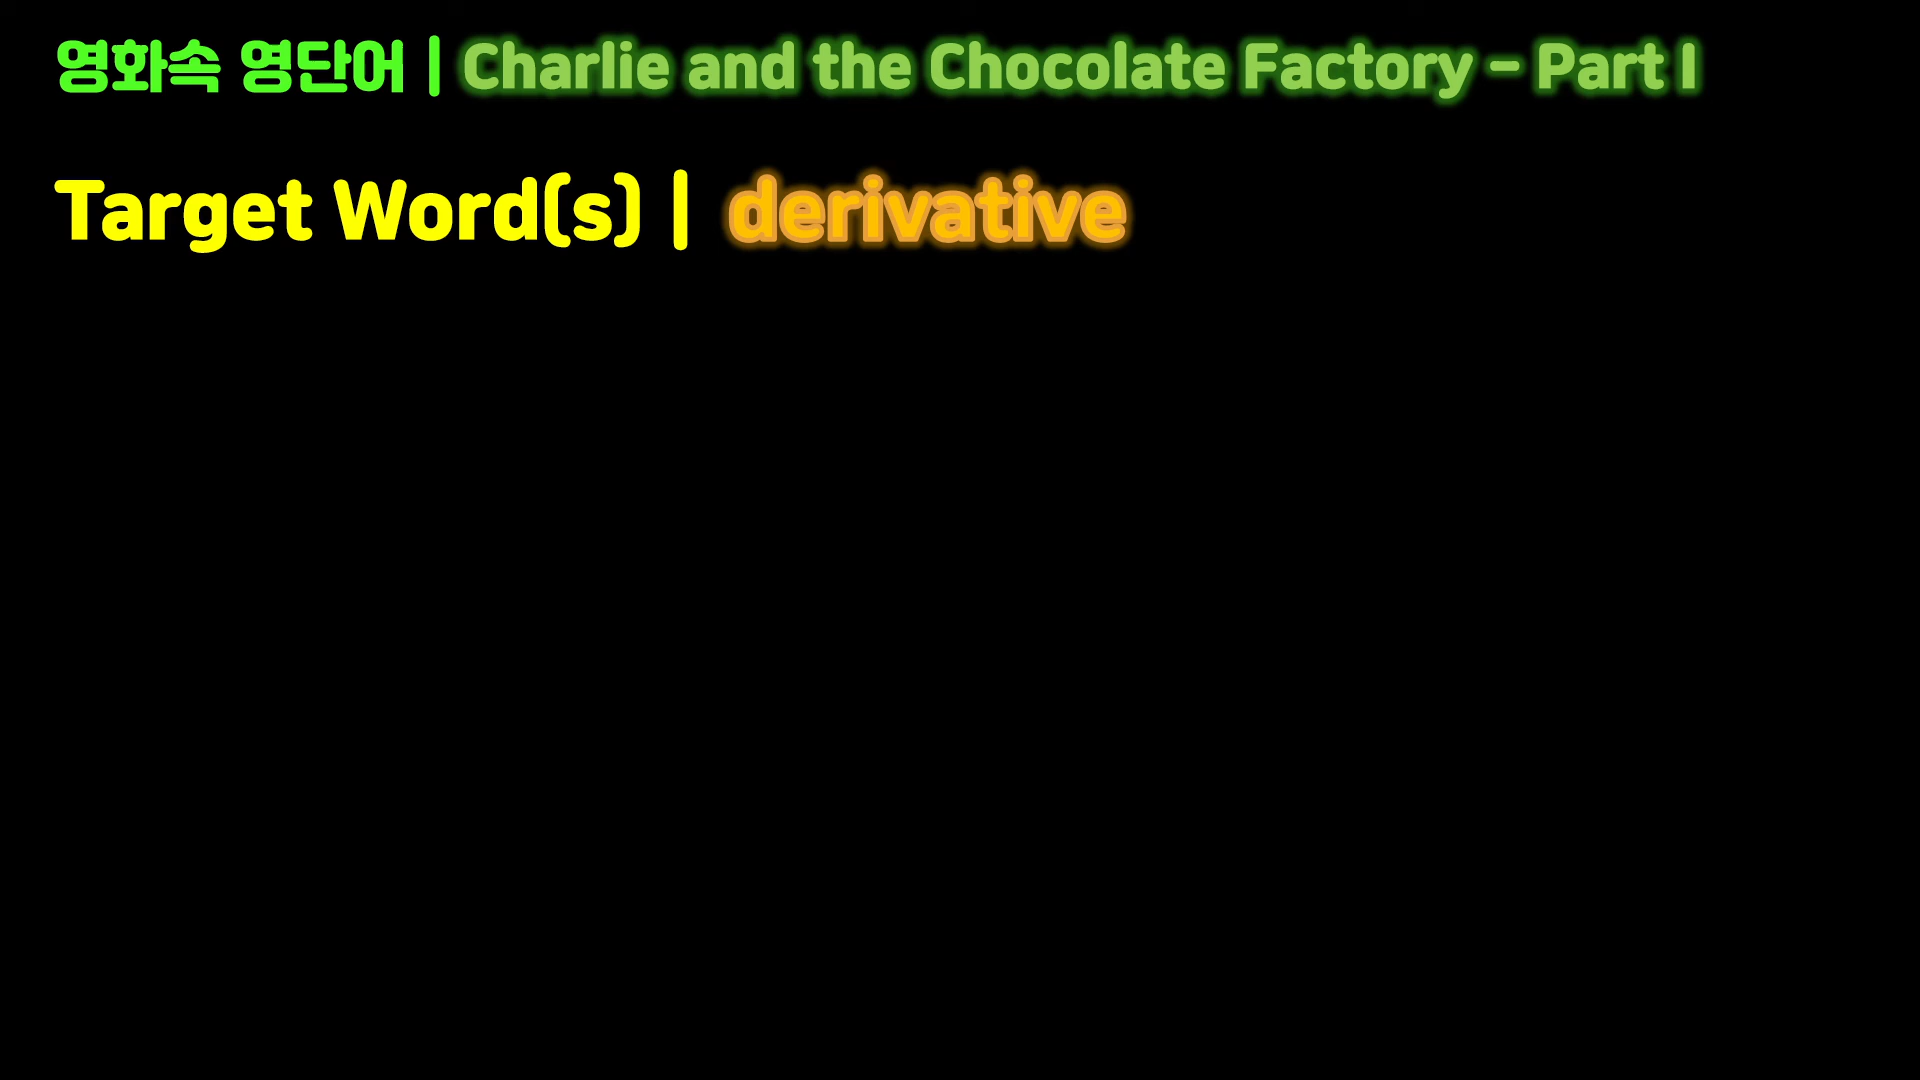 영화속 영단어 | Charlie and the Chocolate Factory - Part I
Target Word(s) | derivative